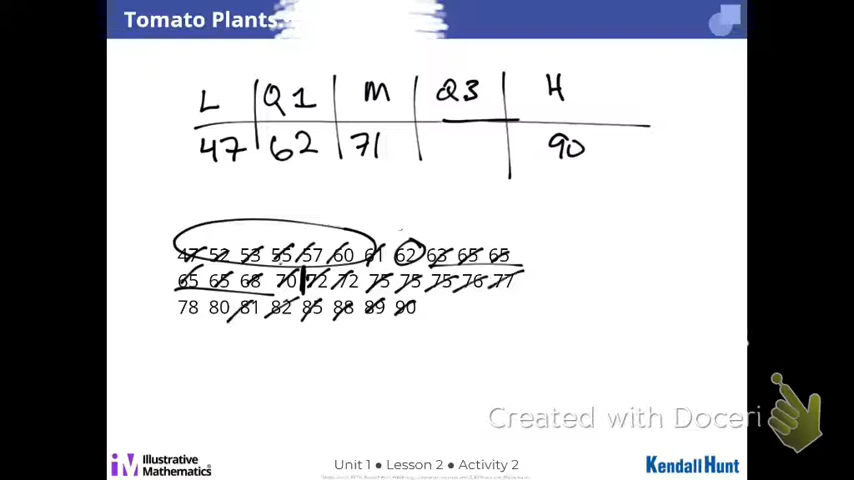 Tomato Plants
L Q1 M Q3 H
47 62 71 90
47 52 53 55 57 60 61 62 63 65 65
65 65 68 70 72 72 75 75 75 76 77
78 80 81 82 85 88 89 90
Created with Doceri
Illustrative
Mathematics
Unit 1 ● Lesson 2 ● Activity 2
Kendall Hunt